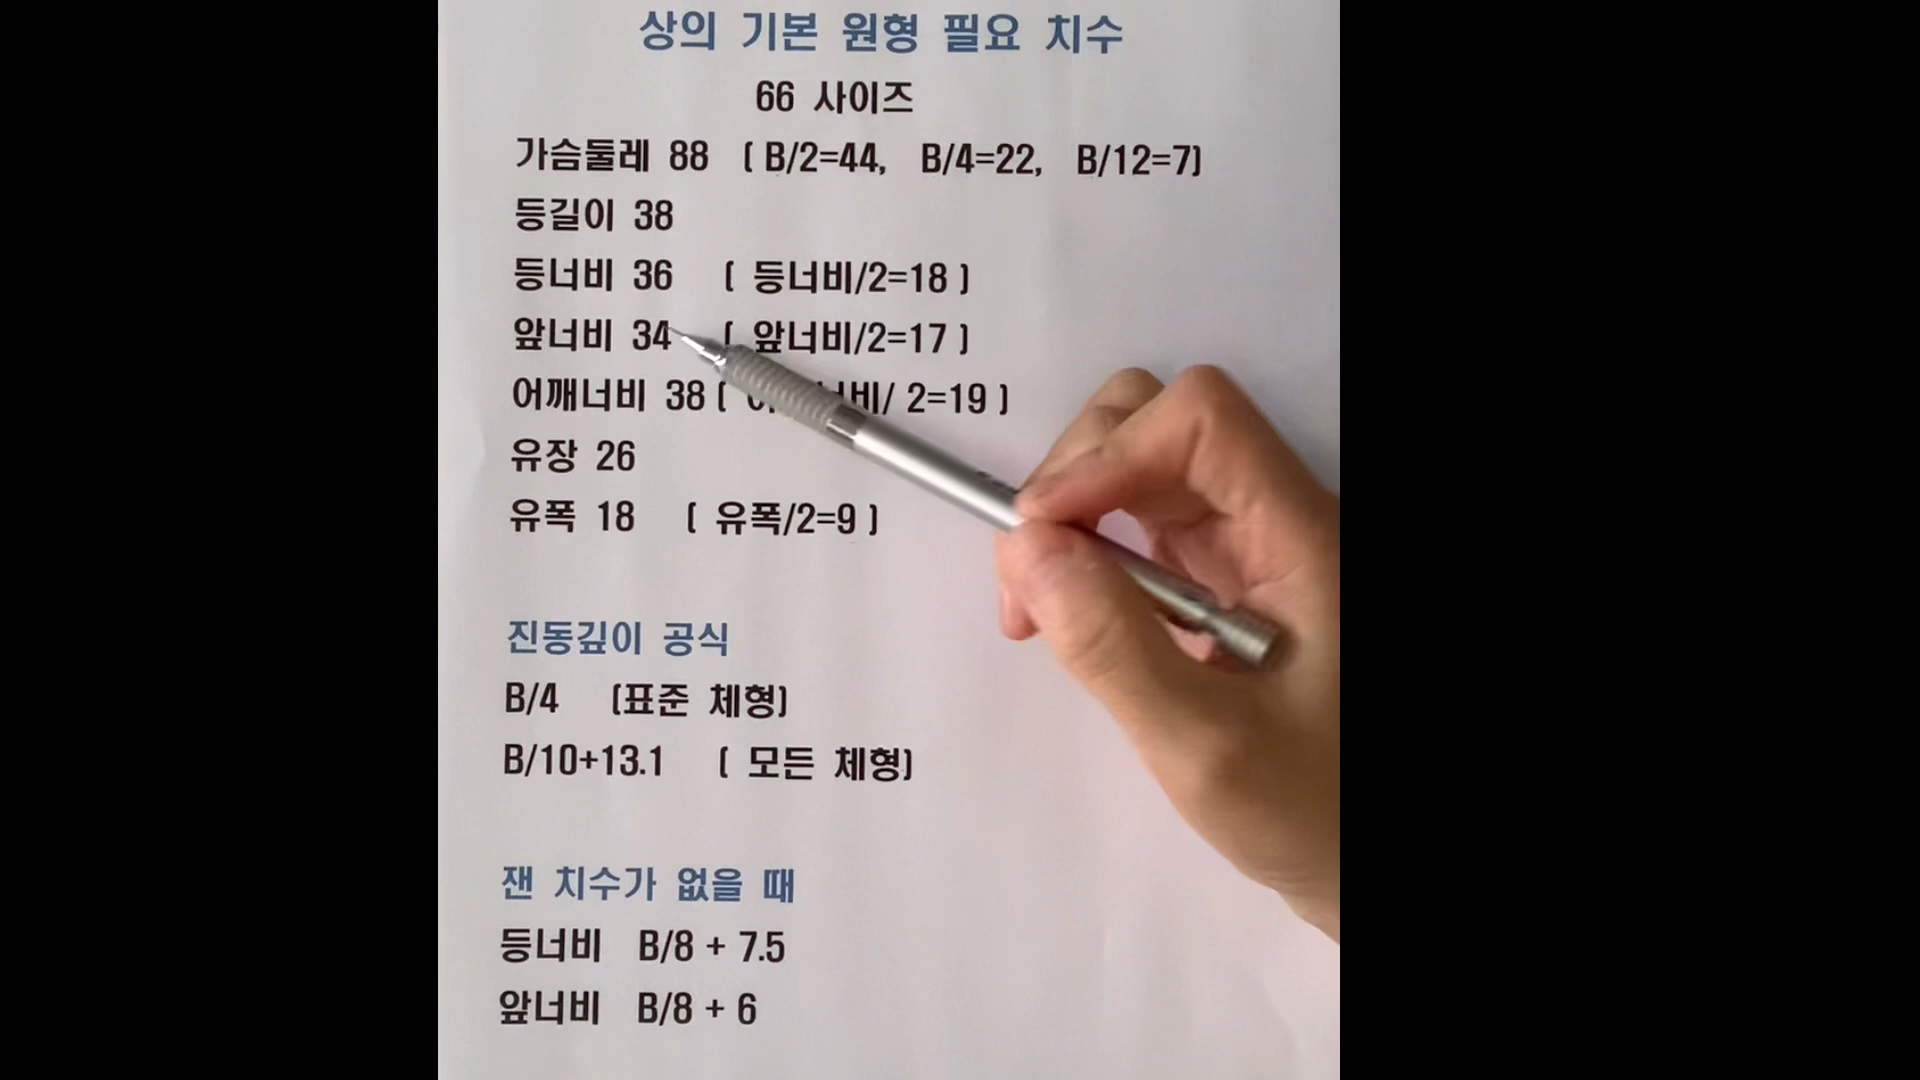 상의 기본 원형 필요 치수
66 사이즈
가슴둘레 88 ( B/2=44, B/4=22, B/12=7)
등길이 38
등너비 36 ( 등너비/2=18 )
앞너비 34 ( 앞너비/2=17 )
어깨너비 38 ( / 2=19 )
유장 26
유폭 18 ( 유폭/2=9 )
진동깊이 공식
B/4 (표준 체형)
B/10+13.1 ( 모든 체형)
잰 치수가 없을 때
등너비 B/8 + 7.5
앞너비 B/8 + 6